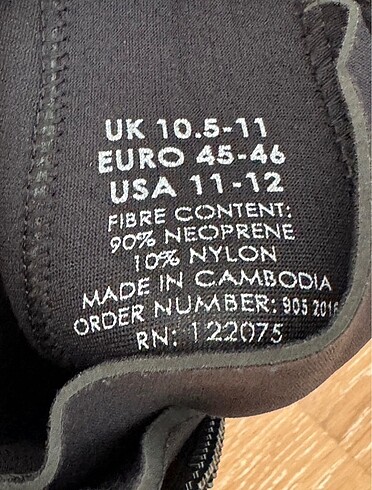 UK 10.5-11
EURO 45-46
USA 11-12
FIBRE CONTENT:
90% NEOPRENE
10% NYLON
MADE IN CAMBODIA
ORDER NUMBER: 905 2016
RN: 122075